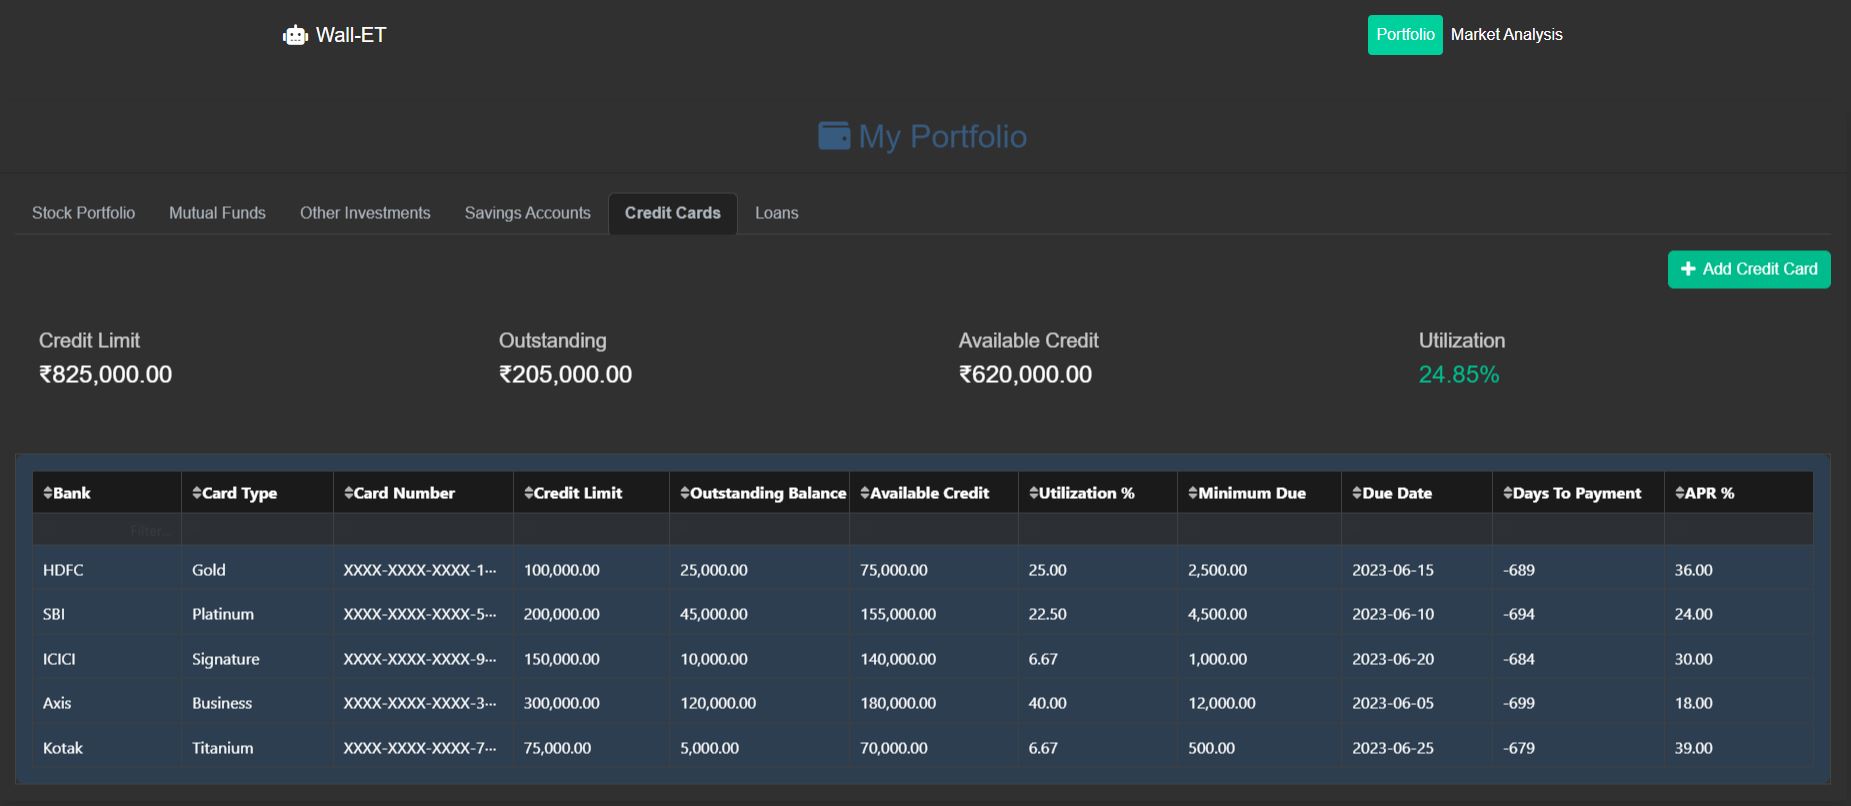 Wall-ET
Portfolio Market Analysis
My Portfolio
Stock Portfolio Mutual Funds Other Investments Savings Accounts Credit Cards Loans
+ Add Credit Card
Credit Limit Outstanding Available Credit Utilization
₹825,000.00 ₹205,000.00 ₹620,000.00 24.85%
Bank Card Type Card Number Credit Limit Outstanding Balance Available Credit Utilization % Minimum Due Due Date Days To Payment APR %
Filter...
HDFC Gold XXXX-XXXX-XXXX-1... 100,000.00 25,000.00 75,000.00 25.00 2,500.00 2023-06-15 -689 36.00
SBI Platinum XXXX-XXXX-XXXX-5... 200,000.00 45,000.00 155,000.00 22.50 4,500.00 2023-06-10 -694 24.00
ICICI Signature XXXX-XXXX-XXXX-9... 150,000.00 10,000.00 140,000.00 6.67 1,000.00 2023-06-20 -684 30.00
Axis Business XXXX-XXXX-XXXX-3... 300,000.00 120,000.00 180,000.00 40.00 12,000.00 2023-06-05 -699 18.00
Kotak Titanium XXXX-XXXX-XXXX-7... 75,000.00 5,000.00 70,000.00 6.67 500.00 2023-06-25 -679 39.00